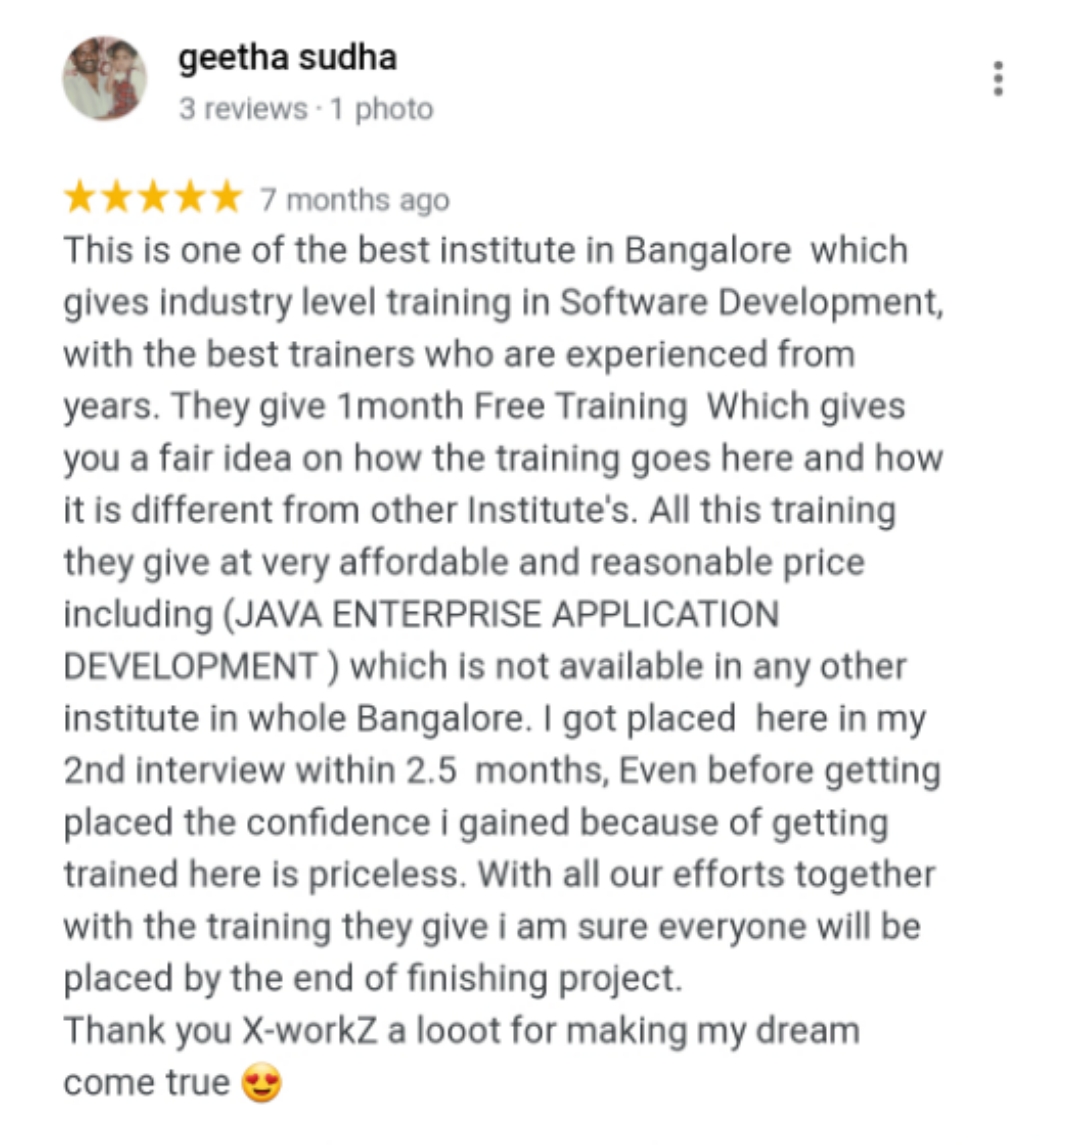 geetha sudha
3 reviews · 1 photo
★★★★★ 7 months ago
This is one of the best institute in Bangalore  which
gives industry level training in Software Development,
with the best trainers who are experienced from
years. They give 1month Free Training  Which gives
you a fair idea on how the training goes here and how
it is different from other Institute's. All this training
they give at very affordable and reasonable price
including (JAVA ENTERPRISE APPLICATION
DEVELOPMENT ) which is not available in any other
institute in whole Bangalore. I got placed  here in my
2nd interview within 2.5  months, Even before getting
placed the confidence i gained because of getting
trained here is priceless. With all our efforts together
with the training they give i am sure everyone will be
placed by the end of finishing project.
Thank you X-workZ a looot for making my dream
come true 😍